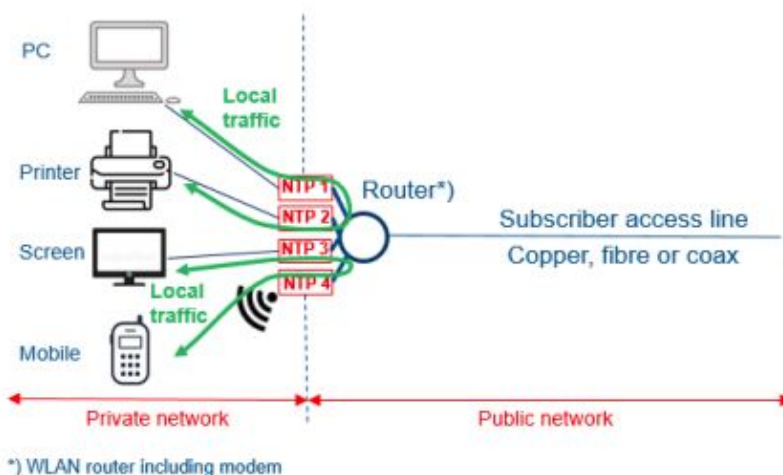 PC
Local
traffic
Printer
NTP 1
Router*)
NTP 2
Subscriber access line
Screen
NTP 3
Copper, fibre or coax
NTP 4
Local
traffic
Mobile
Private network
Public network
*) WLAN router including modem